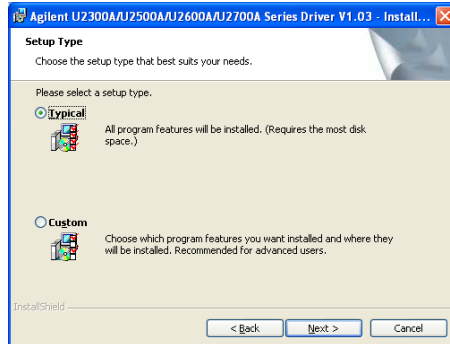 Agilent U2300A/U2500A/U2600A/U2700A Series Driver V1.03 - Install...
Setup Type
Choose the setup type that best suits your needs.
Please select a setup type.
Typical
All program features will be installed. (Requires the most disk
space.)
Custom
Choose which program features you want installed and where they
will be installed. Recommended for advanced users.
InstallShield
< Back
Next >
Cancel